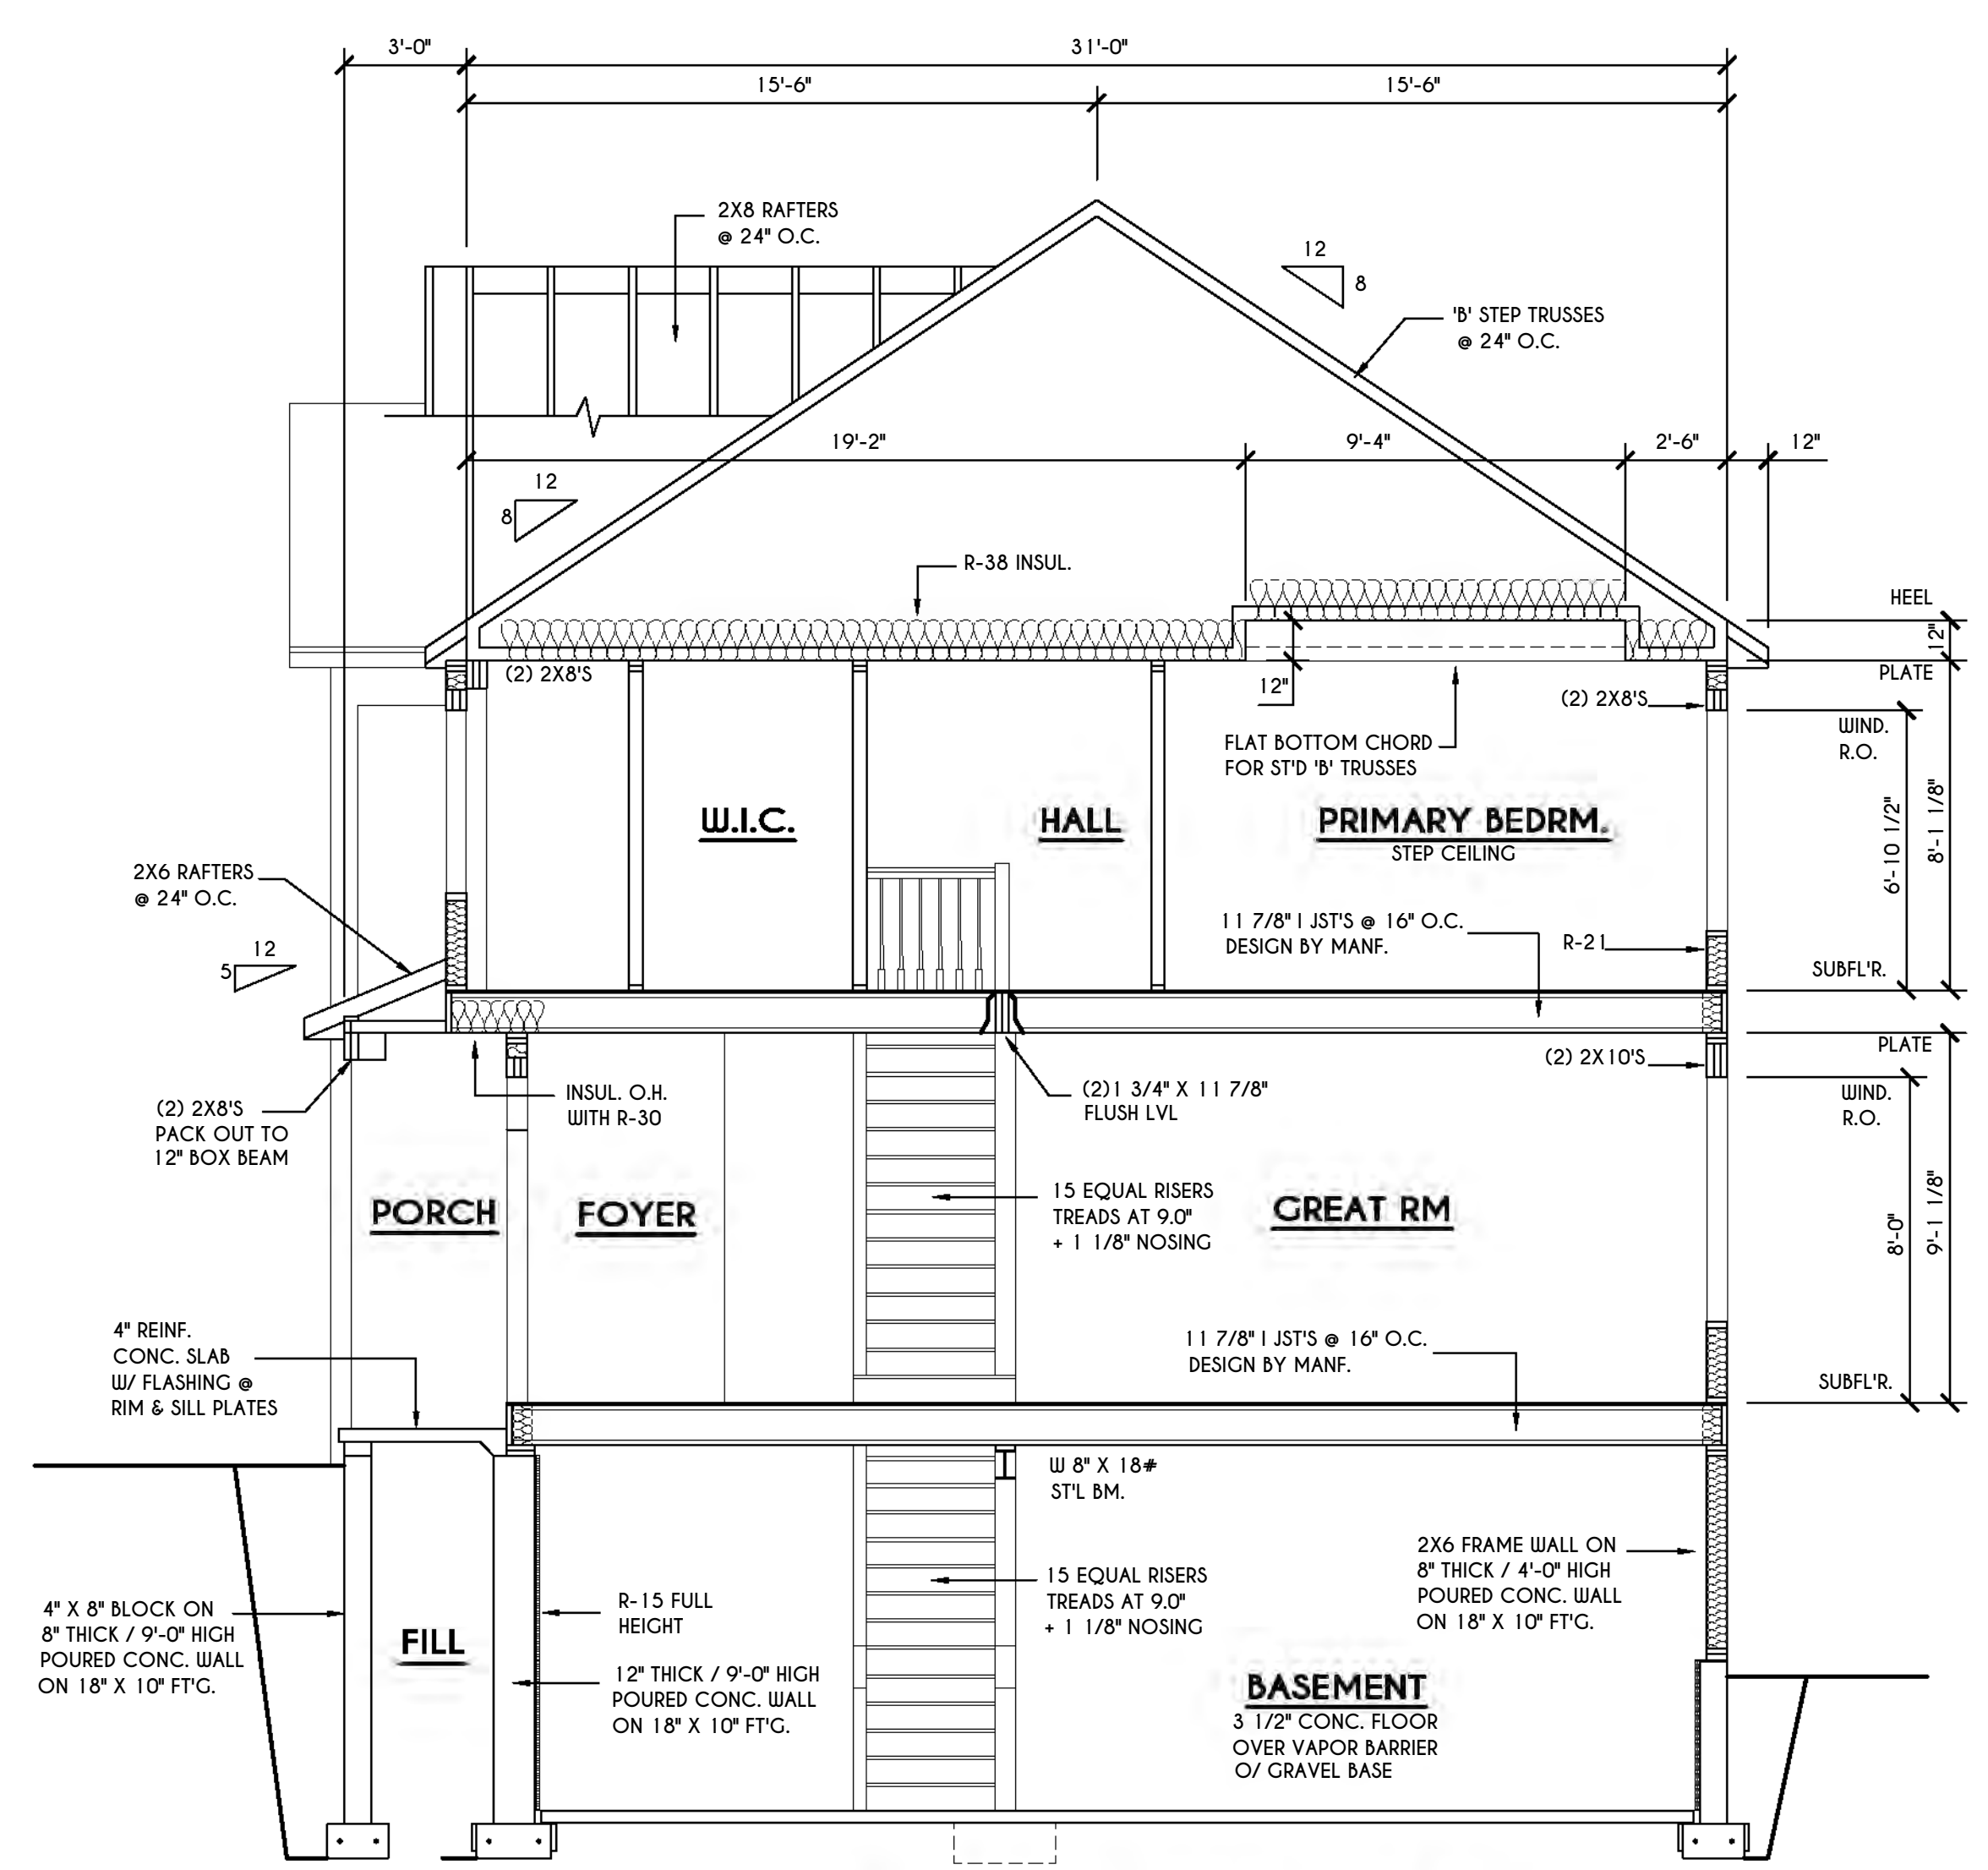 3'-0"
31'-0"
15'-6"
15'-6"
2X8 RAFTERS
@ 24" O.C.
12
8
'B' STEP TRUSSES
@ 24" O.C.
19'-2"
9'-4"
2'-6"
12"
12
8
R-38 INSUL.
HEEL
12"
PLATE
(2) 2X8'S
12"
(2) 2X8'S
WIND.
R.O.
FLAT BOTTOM CHORD
FOR ST'D 'B' TRUSSES
6'-10 1/2"
8'-1 1/8"
W.I.C.
HALL
PRIMARY BEDRM.
STEP CEILING
2X6 RAFTERS
@ 24" O.C.
12
5
11 7/8" I JST'S @ 16" O.C.
DESIGN BY MANF.
R-21
SUBFL'R.
PLATE
(2) 2X10'S
WIND.
R.O.
(2) 2X8'S
PACK OUT TO
12" BOX BEAM
INSUL. O.H.
WITH R-30
(2)1 3/4" X 11 7/8"
FLUSH LVL
PORCH
FOYER
15 EQUAL RISERS
TREADS AT 9.0"
+ 1 1/8" NOSING
GREAT RM
8'-0"
9'-1 1/8"
4" REINF.
CONC. SLAB
W/ FLASHING @
RIM & SILL PLATES
11 7/8" I JST'S @ 16" O.C.
DESIGN BY MANF.
SUBFL'R.
W 8" X 18#
ST'L BM.
2X6 FRAME WALL ON
8" THICK / 4'-0" HIGH
POURED CONC. WALL
ON 18" X 10" FT'G.
4" X 8" BLOCK ON
8" THICK / 9'-0" HIGH
POURED CONC. WALL
ON 18" X 10" FT'G.
FILL
R-15 FULL
HEIGHT
12" THICK / 9'-0" HIGH
POURED CONC. WALL
ON 18" X 10" FT'G.
15 EQUAL RISERS
TREADS AT 9.0"
+ 1 1/8" NOSING
BASEMENT
3 1/2" CONC. FLOOR
OVER VAPOR BARRIER
O/ GRAVEL BASE